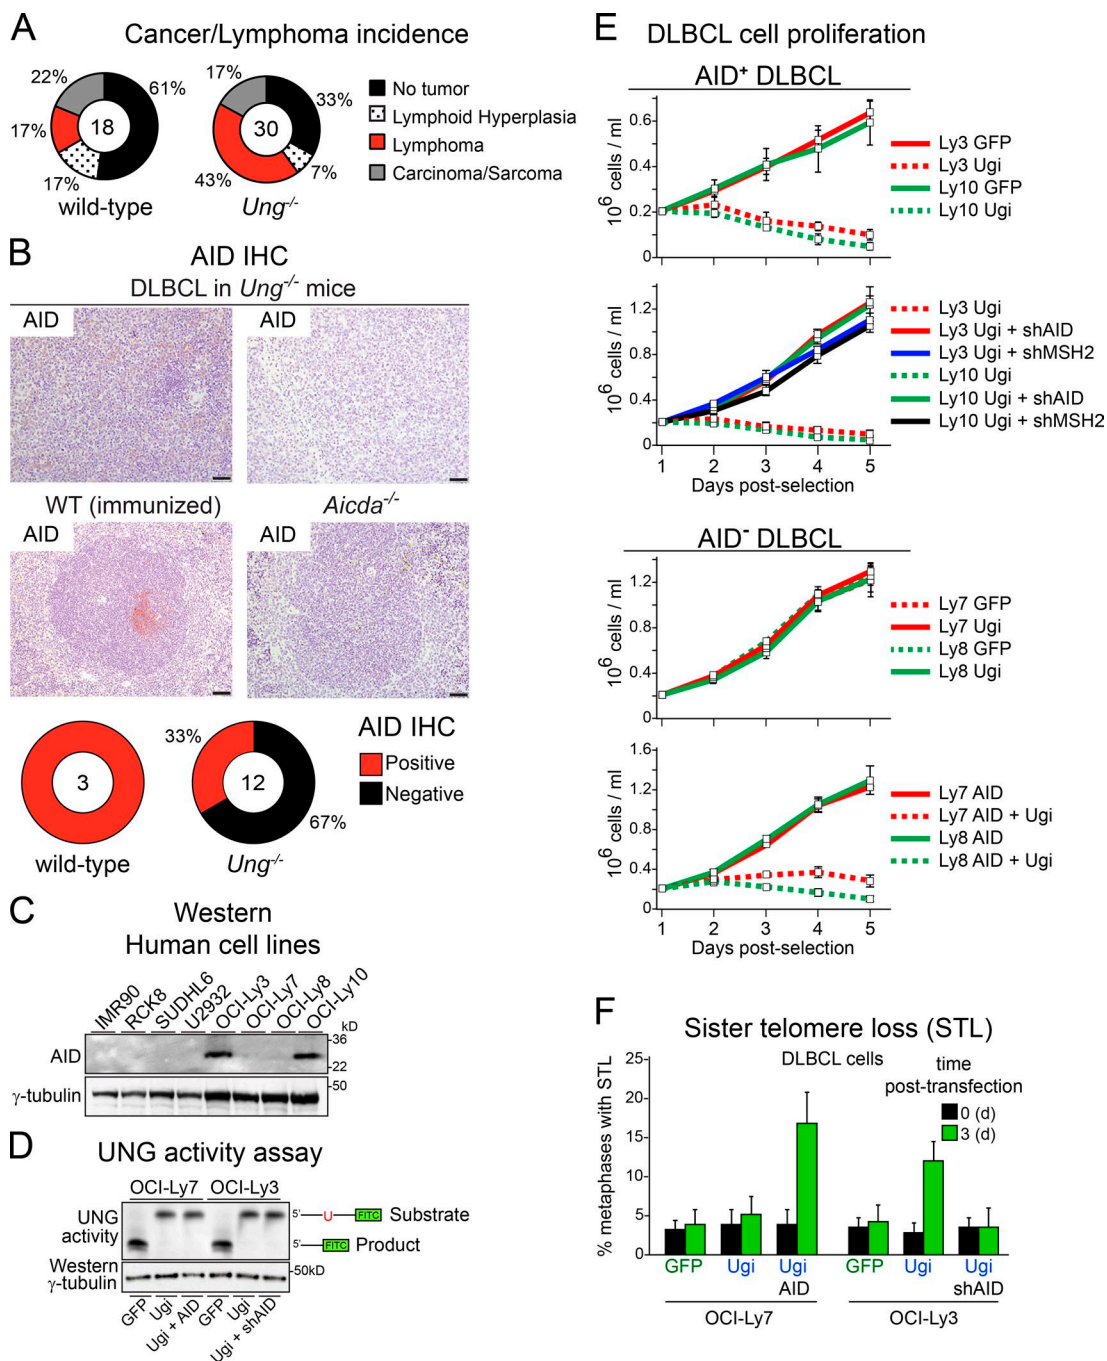 A
Cancer/Lymphoma incidence
22%
61%
18
17%
17%
wild-type
17%
33%
30
43%
7%
Ung-/-
No tumor
Lymphoid Hyperplasia
Lymphoma
Carcinoma/Sarcoma
B
AID IHC
DLBCL in Ung-/- mice
AID
AID
WT (immunized)
Aicda-/-
AID
AID
3
wild-type
33%
12
67%
Ung-/-
AID IHC
Positive
Negative
C
Western
Human cell lines
IMR90
RCK8
SUDHL6
U2932
OCI-Ly3
OCI-Ly7
OCI-Ly8
OCI-Ly10
kD
AID
36
22
γ-tubulin
50
D
UNG activity assay
OCI-Ly7
OCI-Ly3
UNG
activity
5'
U
FITC
Substrate
5'
FITC
Product
Western
γ-tubulin
50kD
GFP
Ugi
Ugi + AID
GFP
Ugi
Ugi + shAID
E
DLBCL cell proliferation
AID+ DLBCL
10^6 cells / ml
0.6
0.4
0.2
0
Ly3 GFP
Ly3 Ugi
Ly10 GFP
Ly10 Ugi
10^6 cells / ml
1.2
0.8
0.4
0
1 2 3 4 5
Days post-selection
Ly3 Ugi
Ly3 Ugi + shAID
Ly3 Ugi + shMSH2
Ly10 Ugi
Ly10 Ugi + shAID
Ly10 Ugi + shMSH2
AID- DLBCL
10^6 cells / ml
1.2
0.8
0.4
0
Ly7 GFP
Ly7 Ugi
Ly8 GFP
Ly8 Ugi
10^6 cells / ml
1.6
1.2
0.8
0.4
0
1 2 3 4 5
Days post-selection
Ly7 AID
Ly7 AID + Ugi
Ly8 AID
Ly8 AID + Ugi
F
Sister telomere loss (STL)
DLBCL cells
% metaphases with STL
25
20
15
10
5
0
time
post-transfection
0 (d)
3 (d)
GFP
Ugi
Ugi
AID
GFP
Ugi
Ugi
shAID
OCI-Ly7
OCI-Ly3